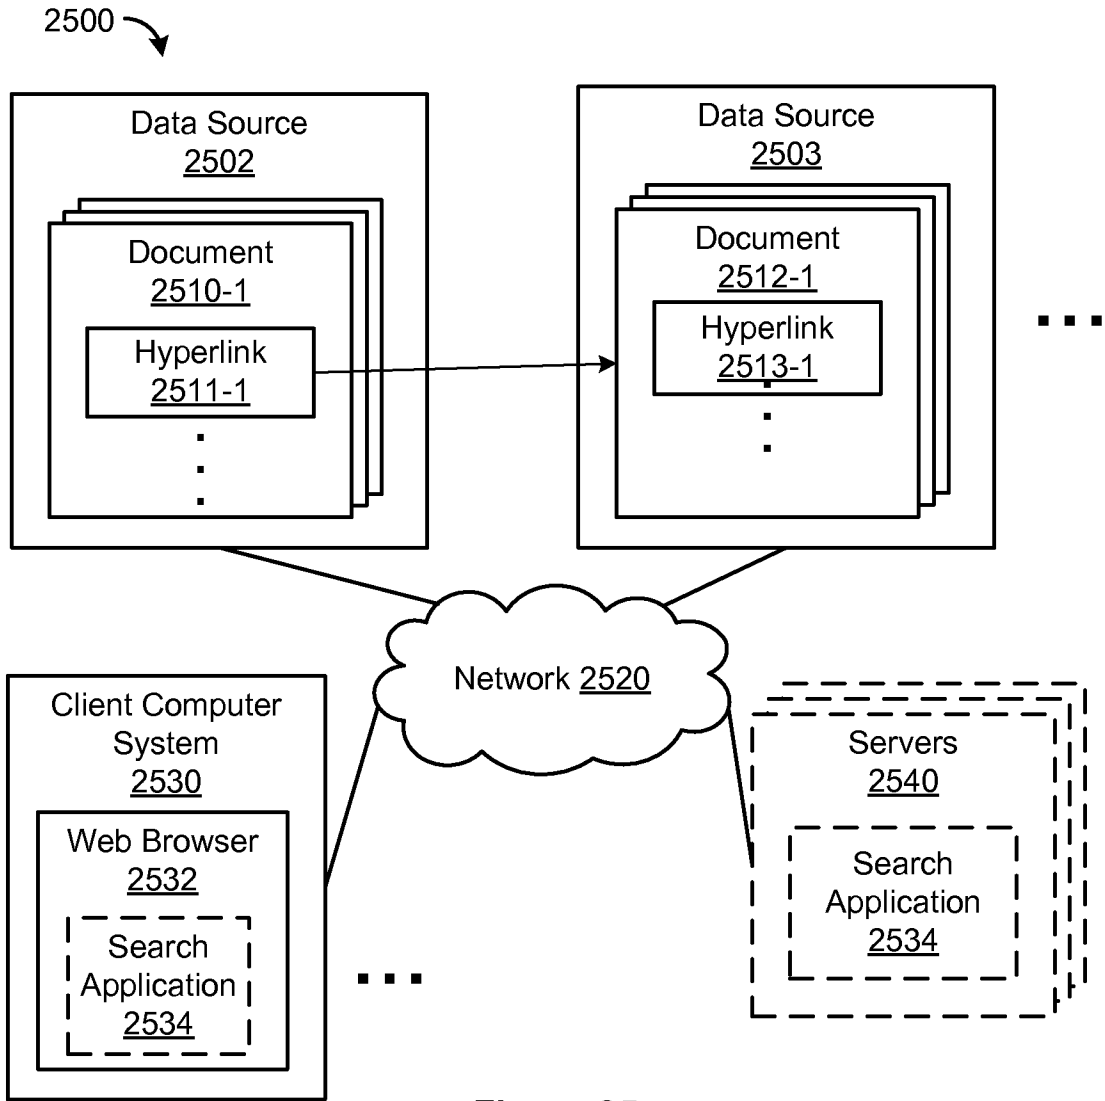 2500
Data Source
2502
Document
2510-1
Hyperlink
2511-1
Data Source
2503
Document
2512-1
Hyperlink
2513-1
Network 2520
Client Computer
System
2530
Web Browser
2532
Search
Application
2534
Servers
2540
Search
Application
2534